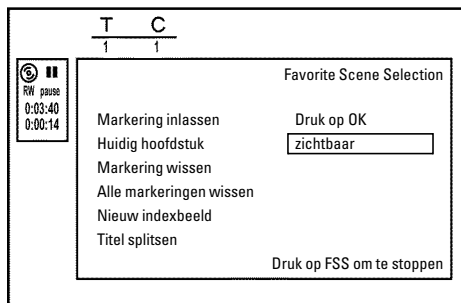 T C
1 1
RW pause
0:03:40
0:00:14
Favorite Scene Selection
Markering inlassen Druk op OK
Huidig hoofdstuk zichtbaar
Markering wissen
Alle markeringen wissen
Nieuw indexbeeld
Titel splitsen
Druk op FSS om te stoppen